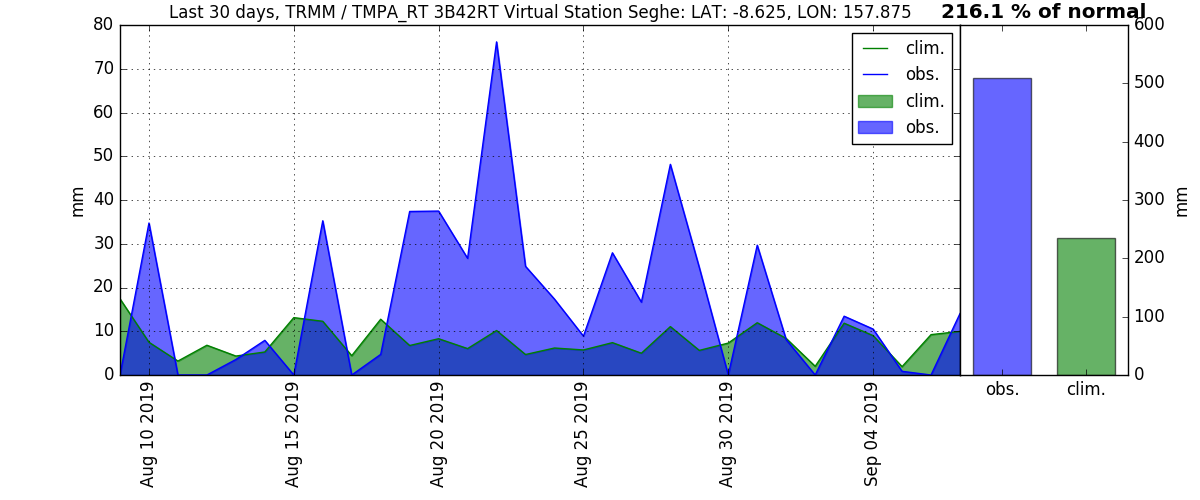 Last 30 days, TRMM / TMPA_RT 3B42RT Virtual Station Seghe: LAT: -8.625, LON: 157.875
216.1 % of normal
80
70
60
50
40
30
20
10
0
mm
clim.
obs.
clim.
obs.
Aug 10 2019
Aug 15 2019
Aug 20 2019
Aug 25 2019
Aug 30 2019
Sep 04 2019
600
500
400
300
200
100
0
mm
obs.
clim.